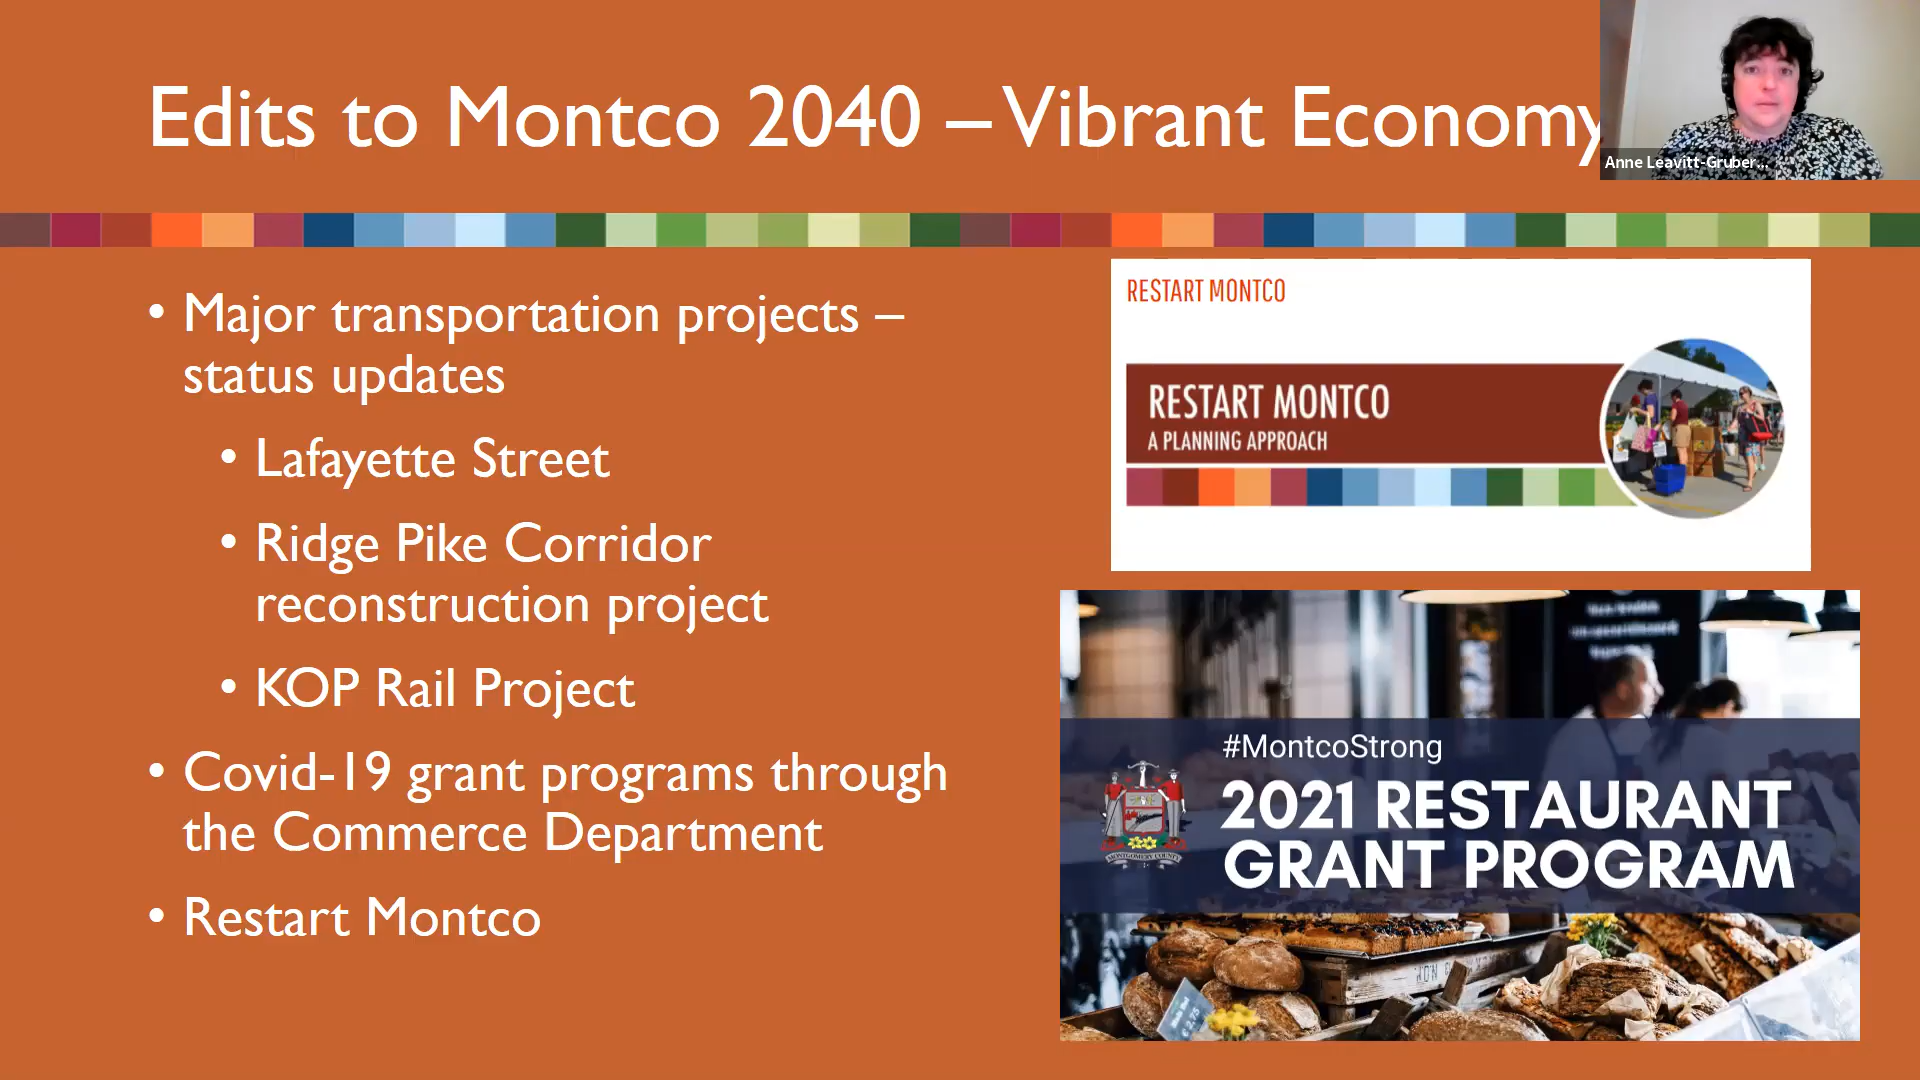 Edits to Montco 2040 – Vibrant Economy
Anne Leavitt-Gruber...
• Major transportation projects –
status updates
• Lafayette Street
• Ridge Pike Corridor
reconstruction project
• KOP Rail Project
• Covid-19 grant programs through
the Commerce Department
• Restart Montco
RESTART MONTCO
RESTART MONTCO
A PLANNING APPROACH
#MontcoStrong
2021 RESTAURANT
GRANT PROGRAM
MONTGOMERY COUNTY